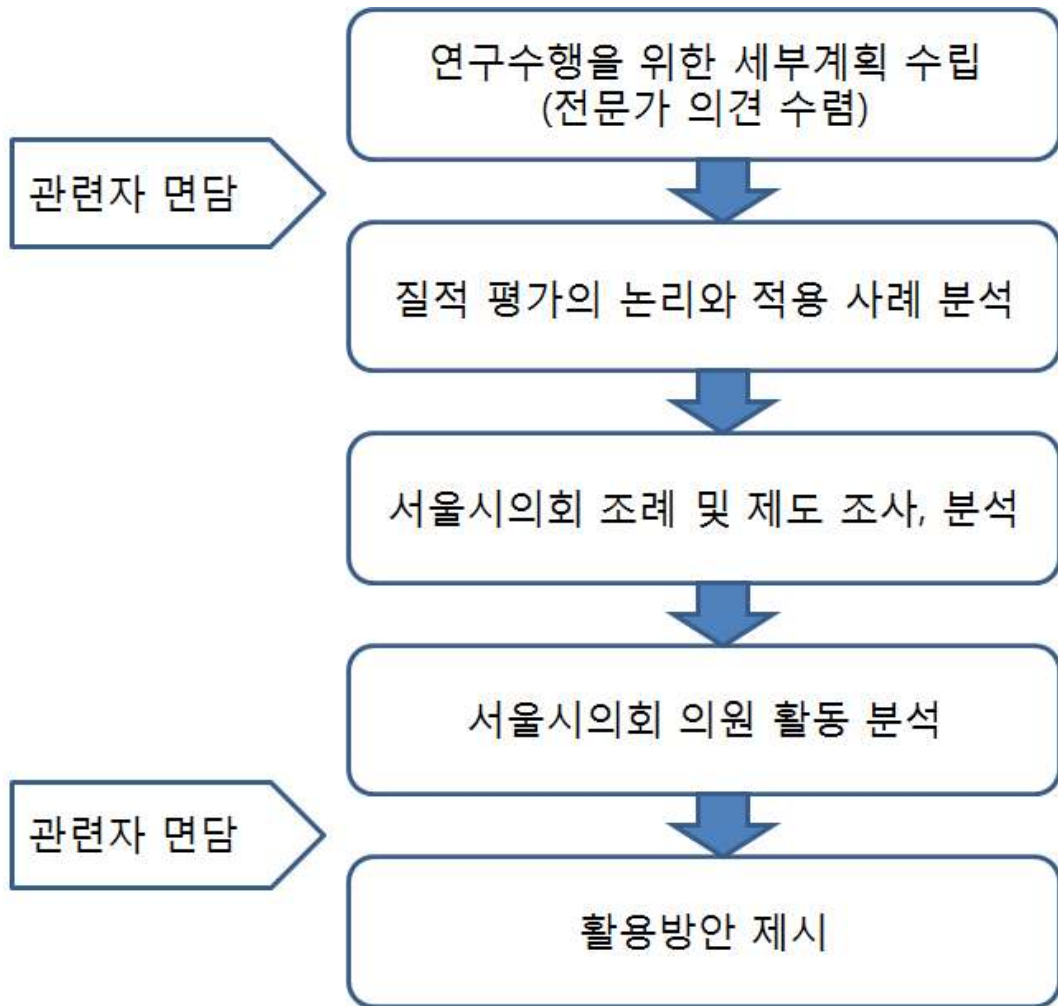 연구수행을 위한 세부계획 수립
(전문가 의견 수렴)
관련자 면담
질적 평가의 논리와 적용 사례 분석
서울시의회 조례 및 제도 조사, 분석
서울시의회 의원 활동 분석
관련자 면담
활용방안 제시